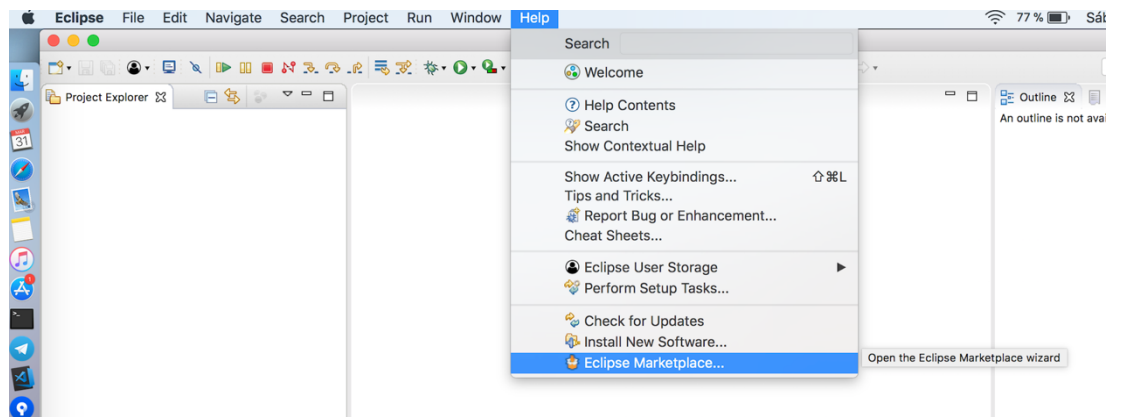 Eclipse File Edit Navigate Search Project Run Window Help 77 % Sáb
Project Explorer
Outline
An outline is not avai
MAR
31
1
Search
Welcome
Help Contents
Search
Show Contextual Help
Show Active Keybindings... ⇧⌘L
Tips and Tricks...
Report Bug or Enhancement...
Cheat Sheets...
Eclipse User Storage
Perform Setup Tasks...
Check for Updates
Install New Software...
Eclipse Marketplace...
Open the Eclipse Marketplace wizard